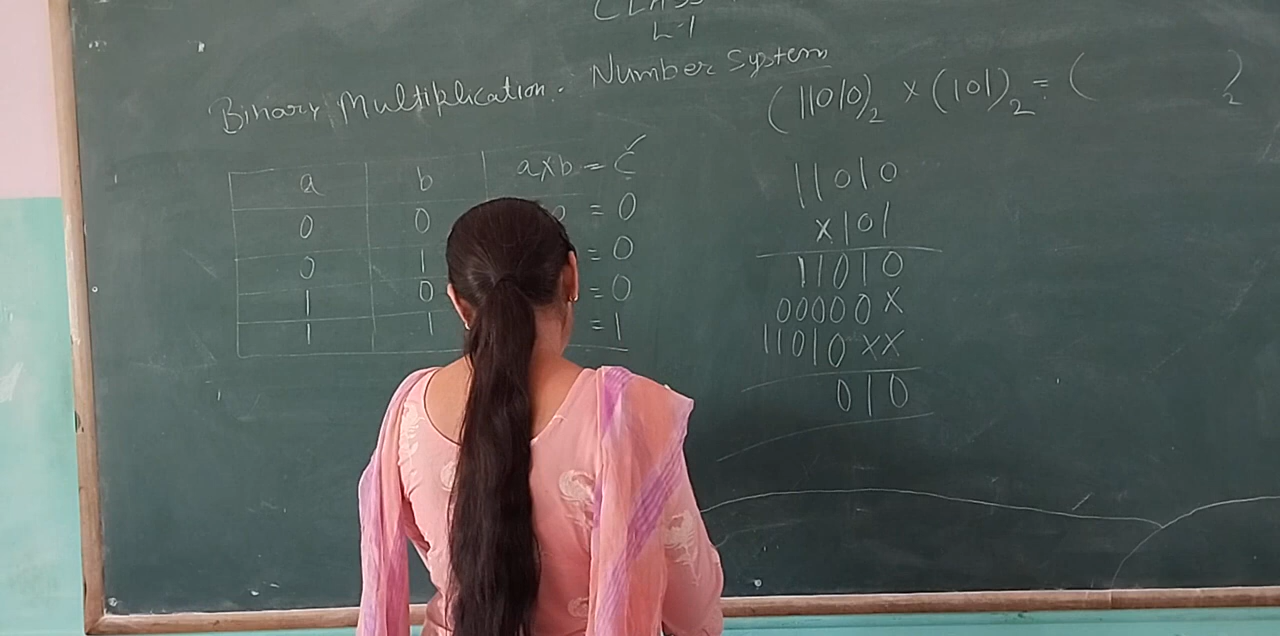 CLASS
L-1
Binary Multiplication. Number System
a b a×b = C
0 0 0 = 0
0 1 = 0
1 0 = 0
1 1 = 1
(11010)₂ × (101)₂ = ( )₂
11010
×101
11010
00000×
11010××
010